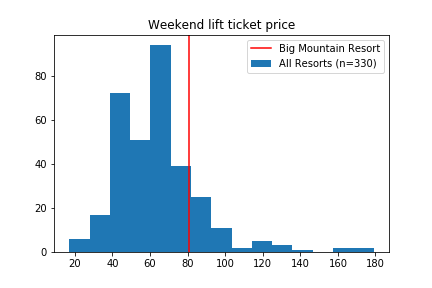 Weekend lift ticket price
Big Mountain Resort
All Resorts (n=330)
80
60
40
20
0
20 40 60 80 100 120 140 160 180